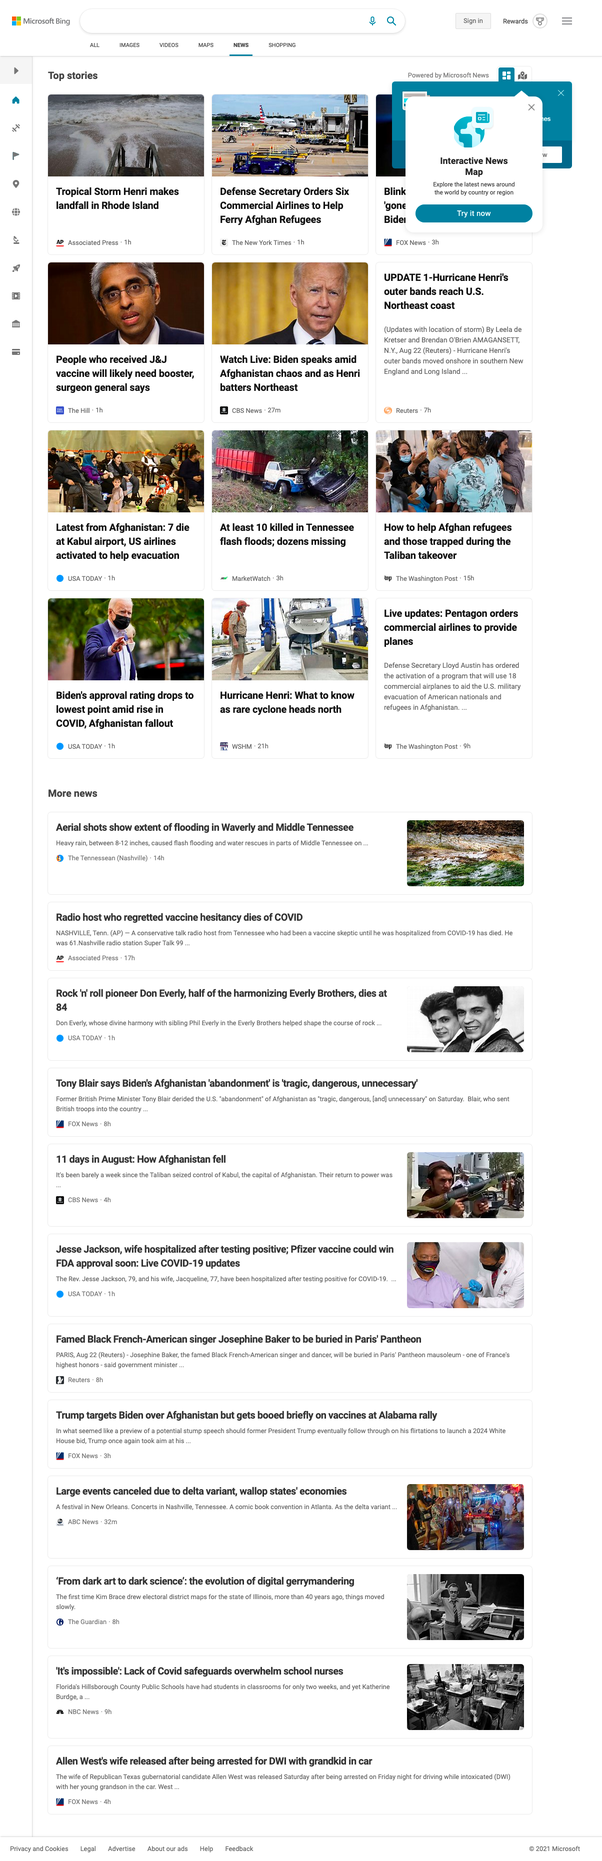 Microsoft Bing
Sign in
Rewards
ALL
IMAGES
VIDEOS
MAPS
NEWS
SHOPPING
Top stories
Powered by Microsoft News
Interactive News
Map
Explore the latest news around
the world by country or region
Try it now
Tropical Storm Henri makes
landfall in Rhode Island
AP Associated Press · 1h
Defense Secretary Orders Six
Commercial Airlines to Help
Ferry Afghan Refugees
The New York Times · 1h
Blink
'gone
Biden
FOX News · 3h
People who received J&J
vaccine will likely need booster,
surgeon general says
The Hill · 1h
Watch Live: Biden speaks amid
Afghanistan chaos and as Henri
batters Northeast
CBS News · 27m
UPDATE 1-Hurricane Henri's
outer bands reach U.S.
Northeast coast
(Updates with location of storm) By Leela de
Kretser and Brendan O'Brien AMAGANSETT,
N.Y., Aug 22 (Reuters) - Hurricane Henri's
outer bands moved onshore in southern New
England and Long Island ...
Reuters · 7h
Latest from Afghanistan: 7 die
at Kabul airport, US airlines
activated to help evacuation
USA TODAY · 1h
At least 10 killed in Tennessee
flash floods; dozens missing
MarketWatch · 3h
How to help Afghan refugees
and those trapped during the
Taliban takeover
wp The Washington Post · 15h
Biden's approval rating drops to
lowest point amid rise in
COVID, Afghanistan fallout
USA TODAY · 1h
Hurricane Henri: What to know
as rare cyclone heads north
WSHM · 21h
Live updates: Pentagon orders
commercial airlines to provide
planes
Defense Secretary Lloyd Austin has ordered
the activation of a program that will use 18
commercial airplanes to aid the U.S. military
evacuation of American nationals and
refugees in Afghanistan. ...
wp The Washington Post · 9h
More news
Aerial shots show extent of flooding in Waverly and Middle Tennessee
Heavy rain, between 8-12 inches, caused flash flooding and water rescues in parts of Middle Tennessee on ...
The Tennessean (Nashville) · 14h
Radio host who regretted vaccine hesitancy dies of COVID
NASHVILLE, Tenn. (AP) — A conservative talk radio host from Tennessee who had been a vaccine skeptic until he was hospitalized from COVID-19 has died. He
was 61.Nashville radio station Super Talk 99 ...
AP Associated Press · 17h
Rock 'n' roll pioneer Don Everly, half of the harmonizing Everly Brothers, dies at
84
Don Everly, whose divine harmony with sibling Phil Everly in the Everly Brothers helped shape the course of rock ...
USA TODAY · 1h
Tony Blair says Biden's Afghanistan 'abandonment' is 'tragic, dangerous, unnecessary'
Former British Prime Minister Tony Blair derided the U.S. "abandonment" of Afghanistan as "tragic, dangerous, [and] unnecessary" on Saturday. Blair, who sent
British troops into the country ...
FOX News · 8h
11 days in August: How Afghanistan fell
It's been barely a week since the Taliban seized control of Kabul, the capital of Afghanistan. Their return to power was
...
CBS News · 4h
Jesse Jackson, wife hospitalized after testing positive; Pfizer vaccine could win
FDA approval soon: Live COVID-19 updates
The Rev. Jesse Jackson, 79, and his wife, Jacqueline, 77, have been hospitalized after testing positive for COVID-19. ...
USA TODAY · 1h
Famed Black French-American singer Josephine Baker to be buried in Paris' Pantheon
PARIS, Aug 22 (Reuters) - Josephine Baker, the famed Black French-American singer and dancer, will be buried in Paris' Pantheon mausoleum - one of France's
highest honors - said government minister ...
Reuters · 8h
Trump targets Biden over Afghanistan but gets booed briefly on vaccines at Alabama rally
In what seemed like a preview of a potential stump speech should former President Trump eventually follow through on his flirtations to launch a 2024 White
House bid, Trump once again took aim at his ...
FOX News · 3h
Large events canceled due to delta variant, wallop states' economies
A festival in New Orleans. Concerts in Nashville, Tennessee. A comic book convention in Atlanta. As the delta variant ...
ABC News · 32m
'From dark art to dark science': the evolution of digital gerrymandering
The first time Kim Brace drew electoral district maps for the state of Illinois, more than 40 years ago, things moved
slowly.
The Guardian · 8h
'It's impossible': Lack of Covid safeguards overwhelm school nurses
Florida's Hillsborough County Public Schools have had students in classrooms for only two weeks, and yet Katherine
Burdge, a ...
NBC News · 9h
Allen West's wife released after being arrested for DWI with grandkid in car
The wife of Republican Texas gubernatorial candidate Allen West was released Saturday after being arrested on Friday night for driving while intoxicated (DWI)
with her young grandson in the car. West ...
FOX News · 4h
Privacy and Cookies
Legal
Advertise
About our ads
Help
Feedback
© 2021 Microsoft